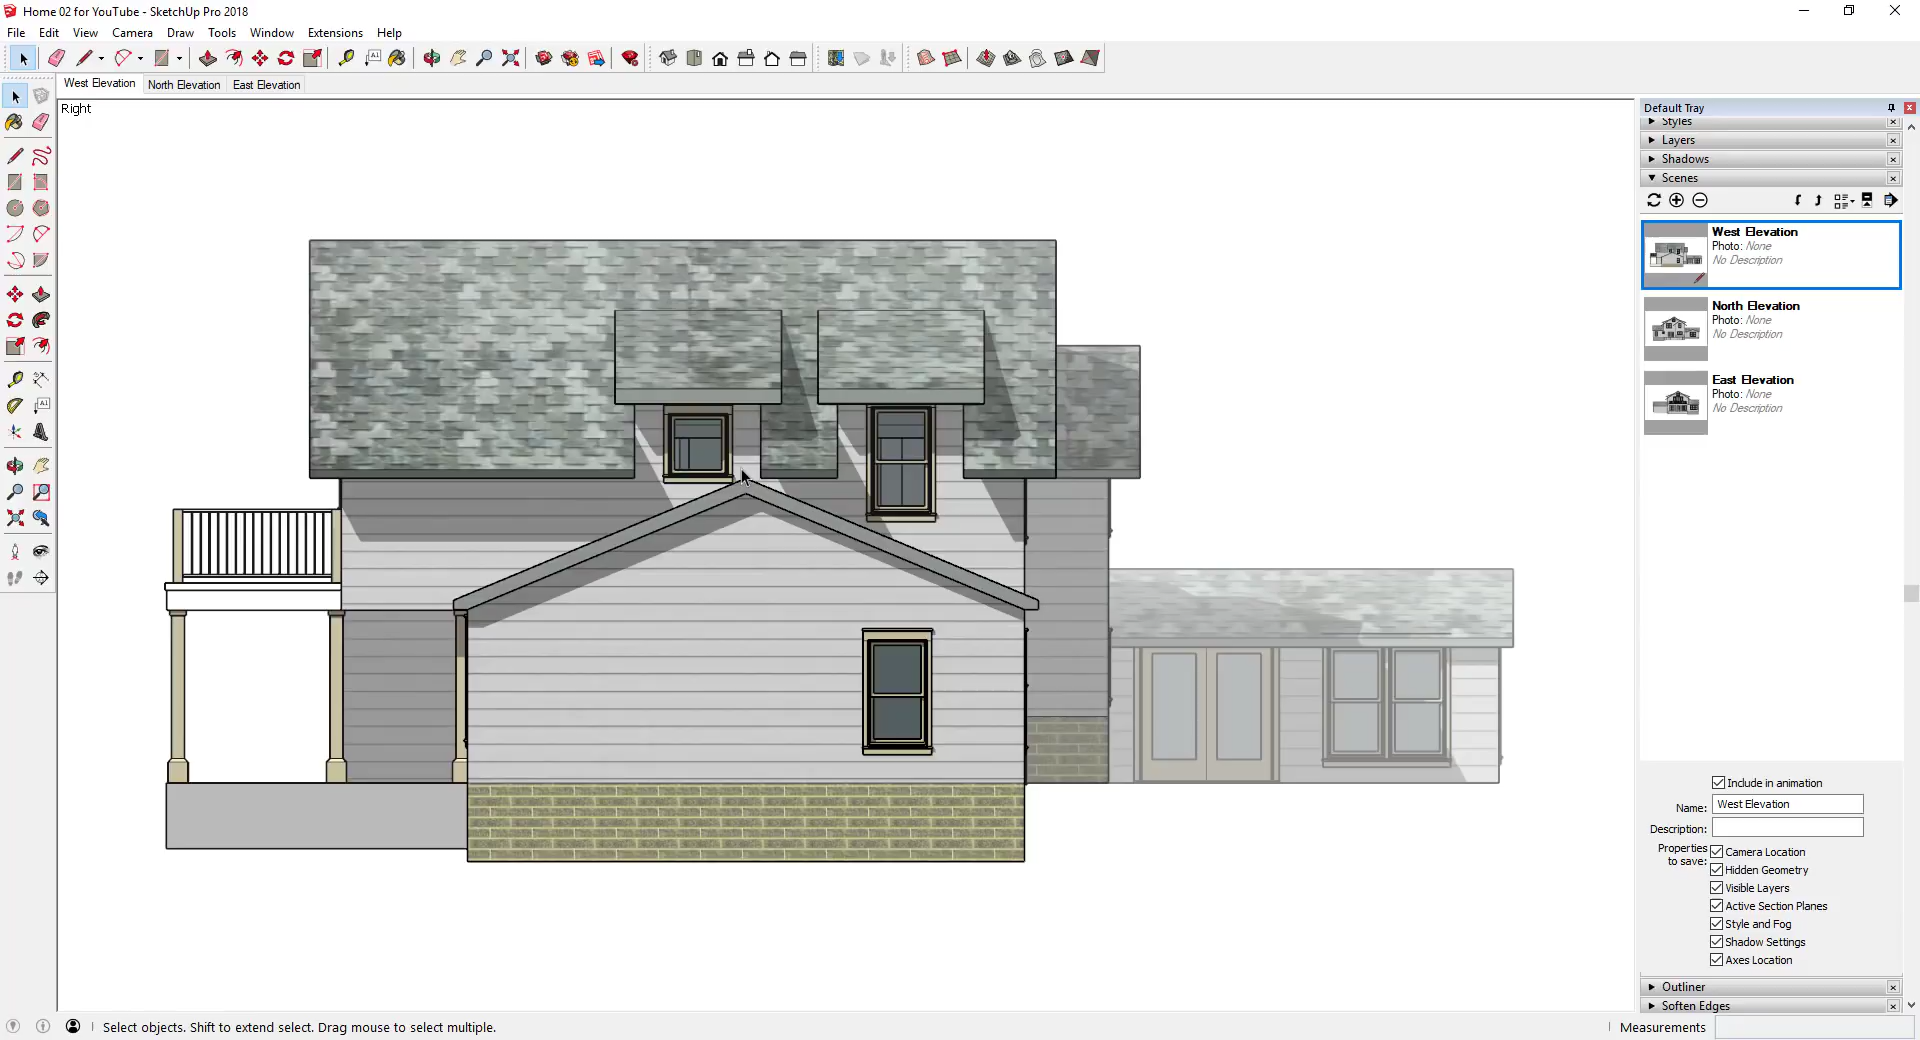 Home 02 for YouTube - SketchUp Pro 2018
File Edit View Camera Draw Tools Window Extensions Help
West Elevation North Elevation East Elevation
Right
Default Tray
Styles
Layers
Shadows
Scenes
West Elevation
Photo: None
No Description
North Elevation
Photo: None
No Description
East Elevation
Photo: None
No Description
Include in animation
Name: West Elevation
Description:
Properties to save:
Camera Location
Hidden Geometry
Visible Layers
Active Section Planes
Style and Fog
Shadow Settings
Axes Location
Outliner
Soften Edges
Select objects. Shift to extend select. Drag mouse to select multiple.
Measurements